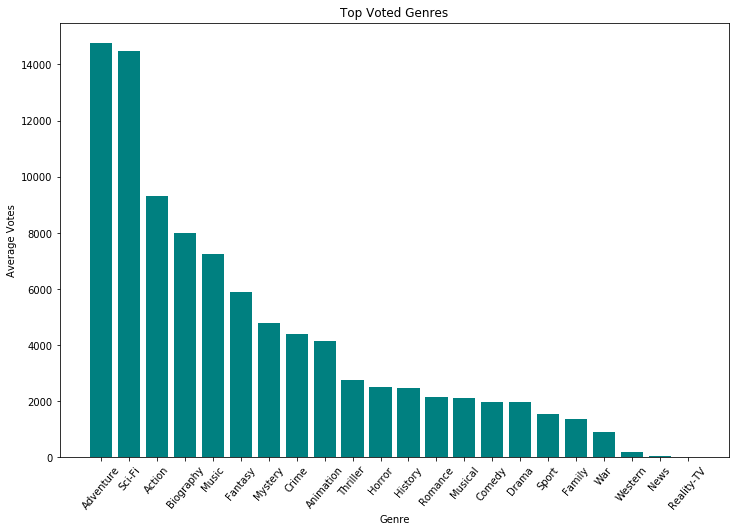 Top Voted Genres
Average Votes
14000
12000
10000
8000
6000
4000
2000
0
Adventure
Sci-Fi
Action
Biography
Music
Fantasy
Mystery
Crime
Animation
Thriller
Horror
History
Romance
Musical
Comedy
Drama
Sport
Family
War
Western
News
Reality-TV
Genre